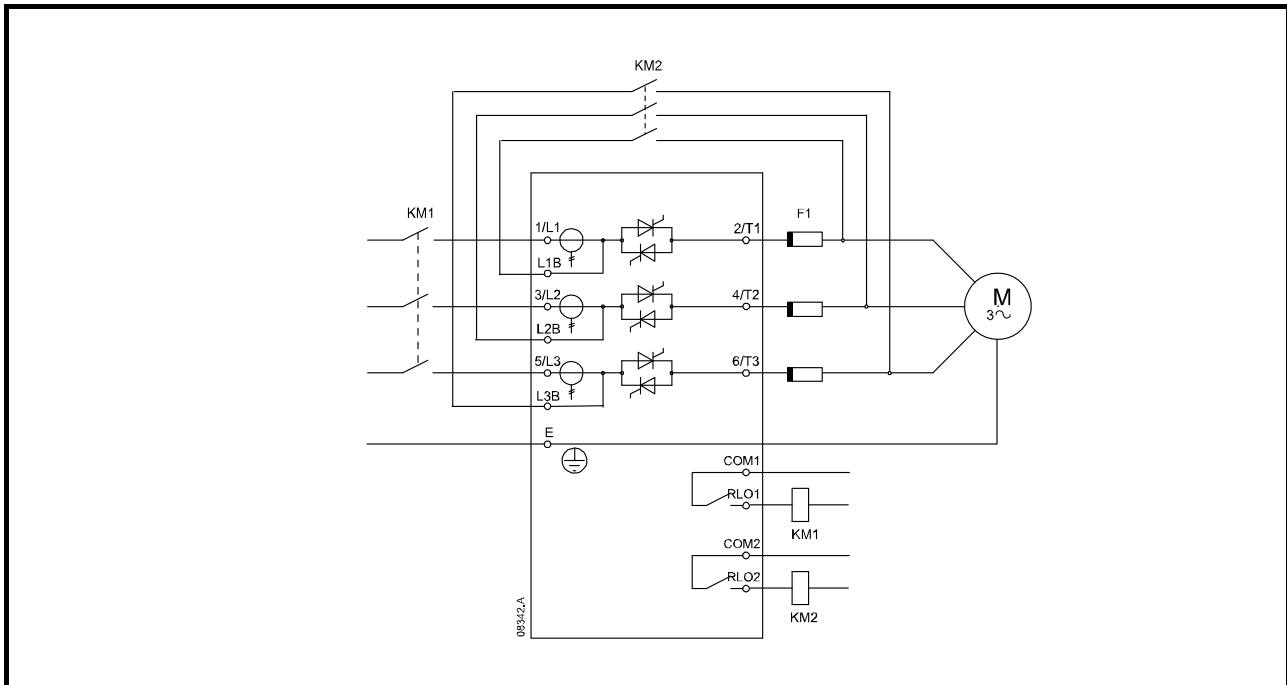 KM2
KM1
F1
1/L1
2/T1
L1B
3/L2
4/T2
M
3~
L2B
5/L3
6/T3
L3B
E
COM1
RLO1
KM1
COM2
RLO2
KM2
08342.A